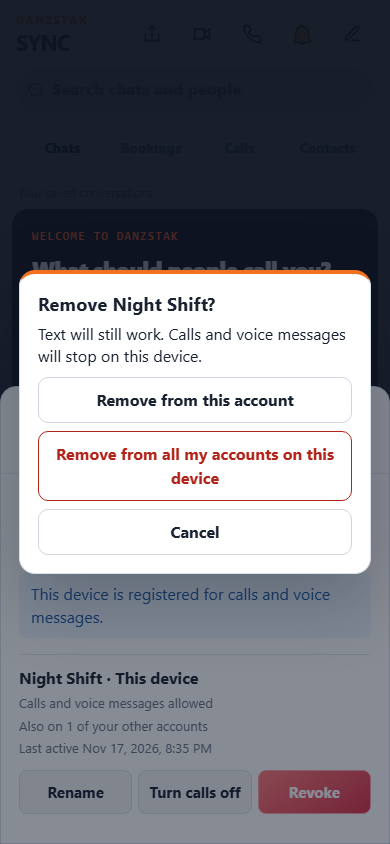 DANZSTAK
SYNC
Search chats and people
Chats Bookings Calls Contacts
Your saved conversations
WELCOME TO DANZSTAK
What should people call you?
Remove Night Shift?
Text will still work. Calls and voice messages
will stop on this device.
Remove from this account
Remove from all my accounts on this
device
Cancel
This device is registered for calls and voice
messages.
Night Shift · This device
Calls and voice messages allowed
Also on 1 of your other accounts
Last active Nov 17, 2026, 8:35 PM
Rename Turn calls off Revoke